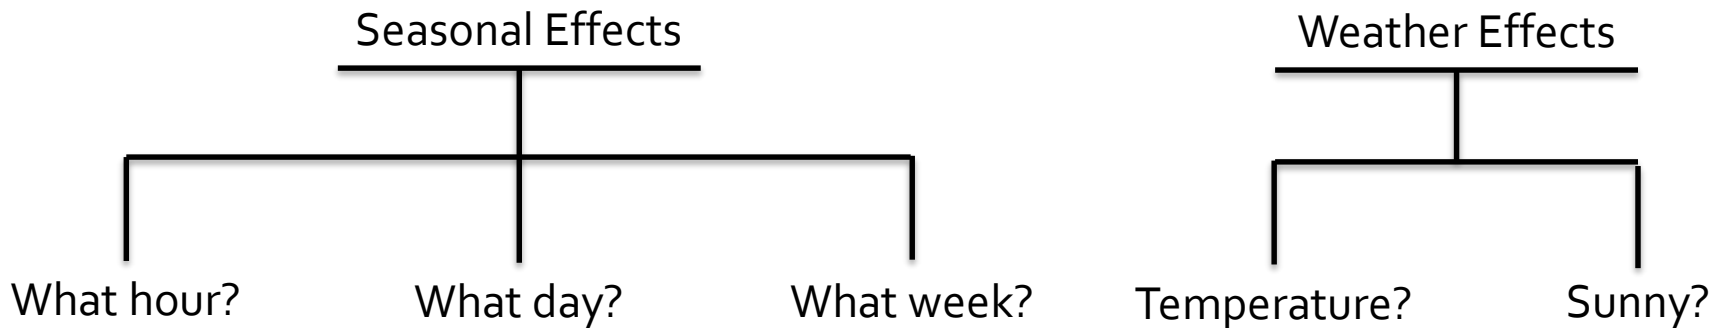 Seasonal Effects
Weather Effects
What hour?
What day?
What week?
Temperature?
Sunny?